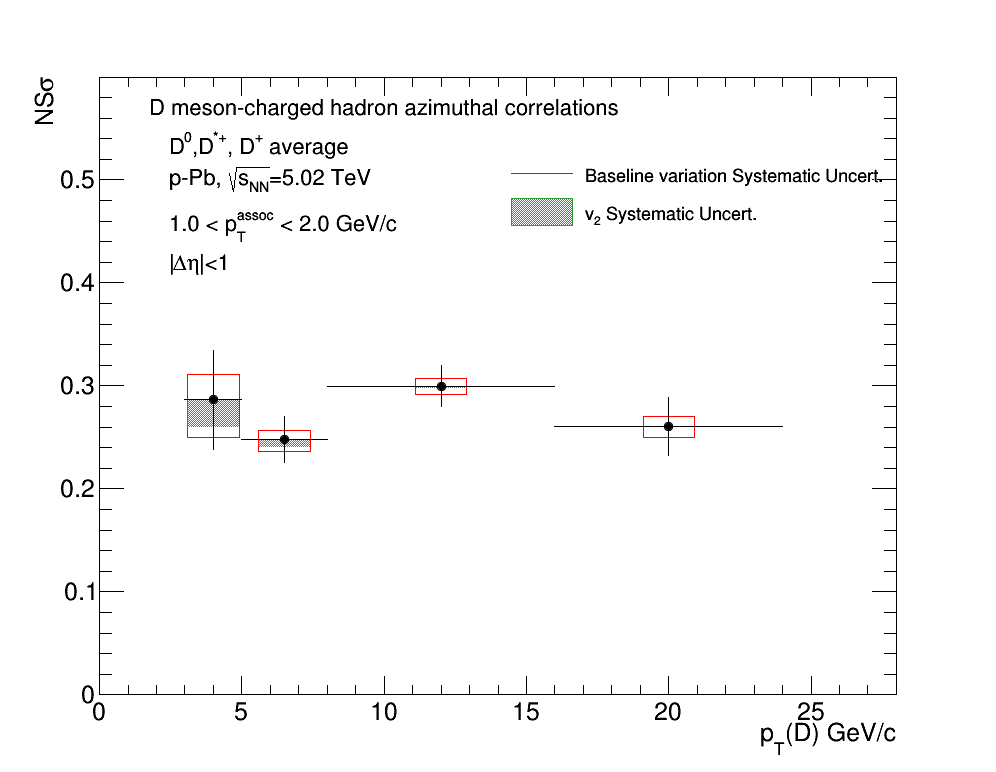 NSσ
D meson-charged hadron azimuthal correlations
D⁰,D*⁺, D⁺ average
p-Pb, √sNN=5.02 TeV
1.0 < pTassoc < 2.0 GeV/c
|Δη|<1
Baseline variation Systematic Uncert.
v₂ Systematic Uncert.
0.5
0.4
0.3
0.2
0.1
0
0 5 10 15 20 25
pT(D) GeV/c